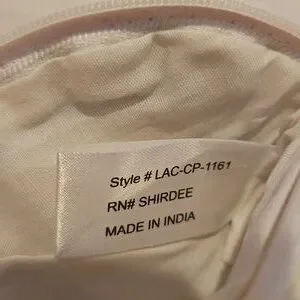 Style # LAC-CP-1161
RN# SHIRDEE
MADE IN INDIA